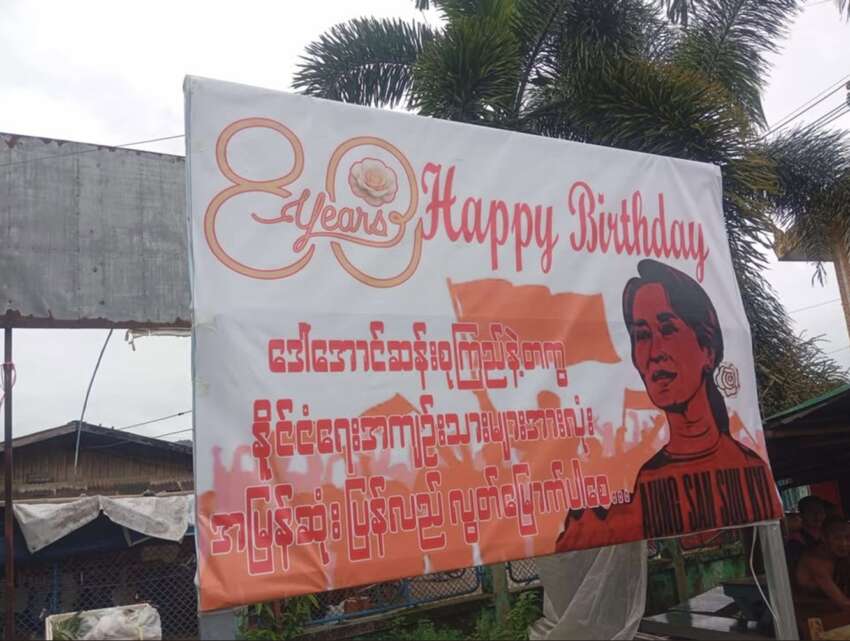 80 Years Happy Birthday
ဒေါ်အောင်ဆန်းစုကြည်နဲ့တကွ
နိုင်ငံရေးအကျဉ်းသားများအားလုံး
အမြန်ဆုံး ပြန်လည် လွတ်မြောက်ပါစေ...
AUNG SAN SUU KYI